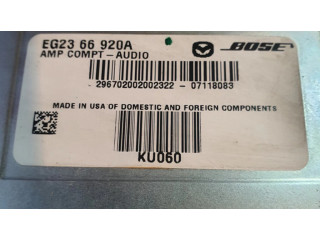 EG23 66 920A
BOSE
AMP COMPT - AUDIO
296702002002322 - 07118083
MADE IN USA OF DOMESTIC AND FOREIGN COMPONENTS
KU060